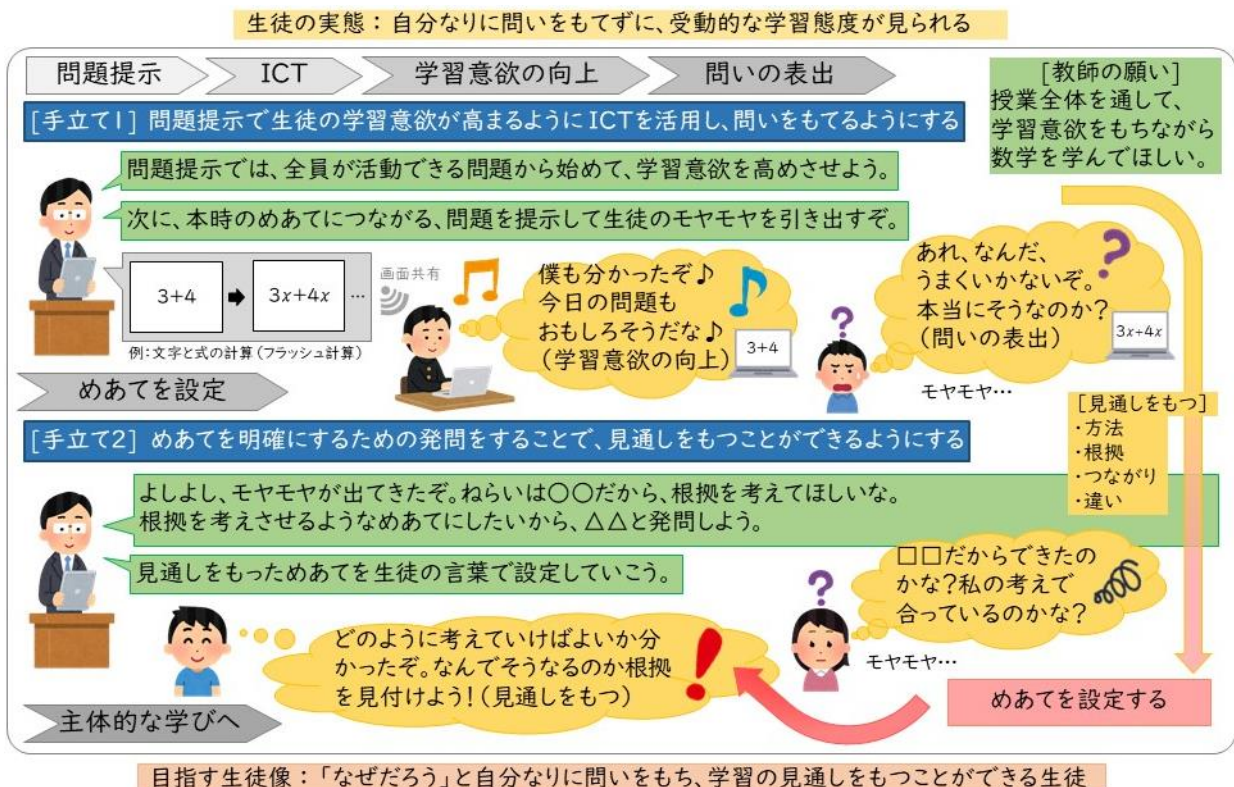 生徒の実態：自分なりに問いをもてずに、受動的な学習態度が見られる
問題提示
ICT
学習意欲の向上
問いの表出
[教師の願い]
授業全体を通して、
学習意欲をもちながら
数学を学んでほしい。
[手立て1] 問題提示で生徒の学習意欲が高まるようにICTを活用し、問いをもてるようにする
問題提示では、全員が活動できる問題から始めて、学習意欲を高めさせよう。
次に、本時のめあてにつながる、問題を提示して生徒のモヤモヤを引き出すぞ。
3+4
3x+4x
…
例：文字と式の計算(フラッシュ計算)
画面共有
僕も分かったぞ♪
今日の問題も
おもしろそうだな♪
(学習意欲の向上)
3+4
あれ、なんだ、
うまくいかないぞ。
本当にそうなのか？
(問いの表出)
3x+4x
モヤモヤ…
めあてを設定
[見通しをもつ]
・方法
・根拠
・つながり
・違い
[手立て2] めあてを明確にするための発問をすることで、見通しをもつことができるようにする
よしよし、モヤモヤが出てきたぞ。ねらいは○○だから、根拠を考えてほしいな。
根拠を考えさせるようなめあてにしたいから、△△と発問しよう。
見通しをもっためあてを生徒の言葉で設定していこう。
□□だからできたの
かな？私の考えで
合っているのかな？
モヤモヤ…
どのように考えていけばよいか分
かったぞ。なんでそうなるのか根拠
を見付けよう！(見通しをもつ)
めあてを設定する
主体的な学びへ
目指す生徒像：「なぜだろう」と自分なりに問いをもち、学習の見通しをもつことができる生徒